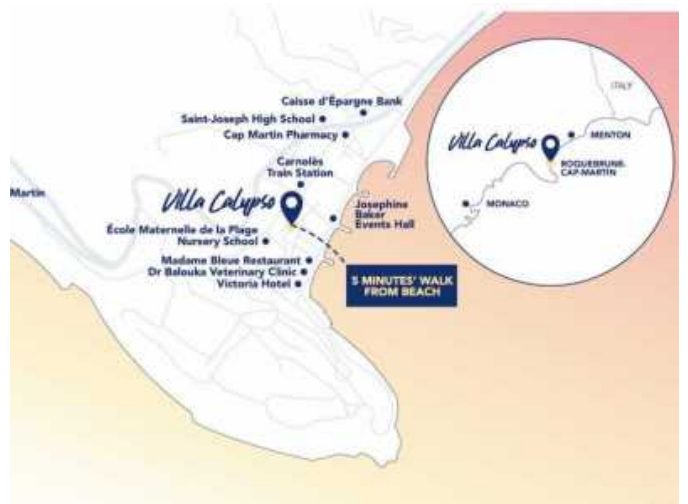 Caisse d'Épargne Bank
Saint-Joseph High School
Cap Martin Pharmacy
Carnolès
Train Station
Martin
Villa Calypso
Josephine
Baker
Events Hall
École Maternelle de la Plage
Nursery School
Madame Bleue Restaurant
Dr Balouka Veterinary Clinic
Victoria Hotel
5 MINUTES' WALK
FROM BEACH
ITALY
Villa Calypso
MENTON
ROQUEBRUNE-
CAP-MARTIN
MONACO